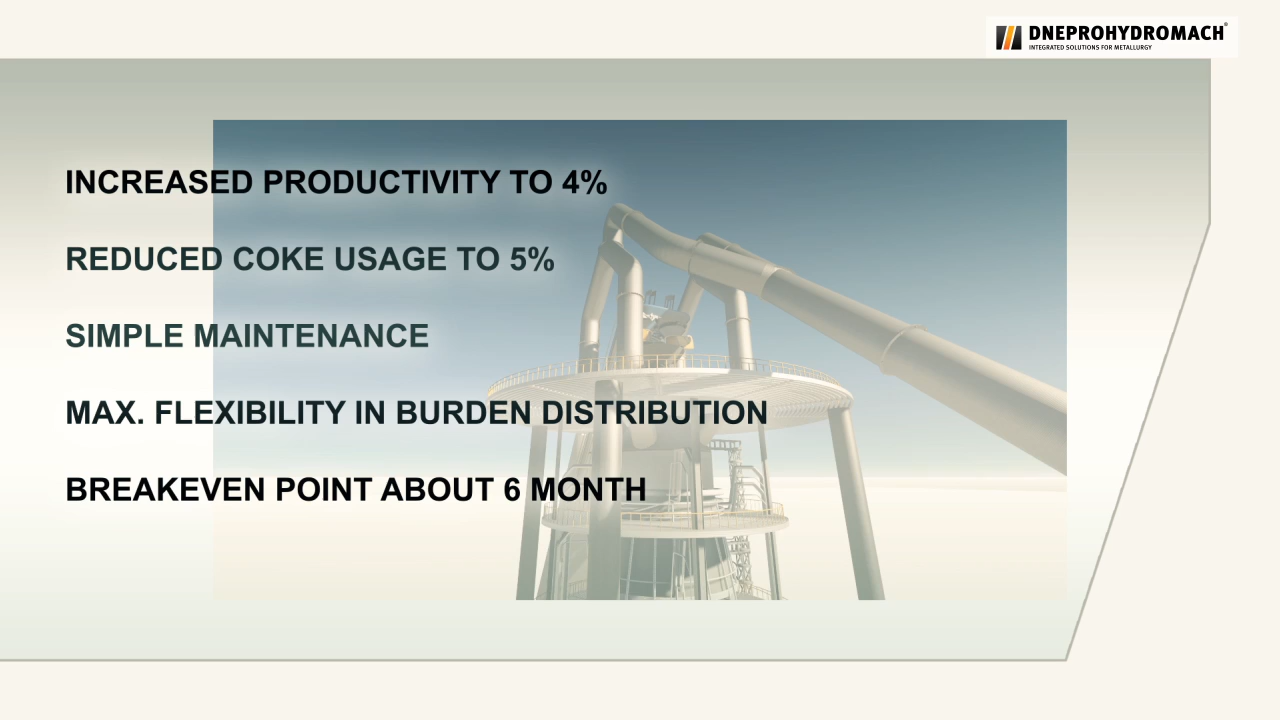 DNEPROHYDROMACH®
INTEGRATED SOLUTIONS FOR METALLURGY
INCREASED PRODUCTIVITY TO 4%
REDUCED COKE USAGE TO 5%
SIMPLE MAINTENANCE
MAX. FLEXIBILITY IN BURDEN DISTRIBUTION
BREAKEVEN POINT ABOUT 6 MONTH